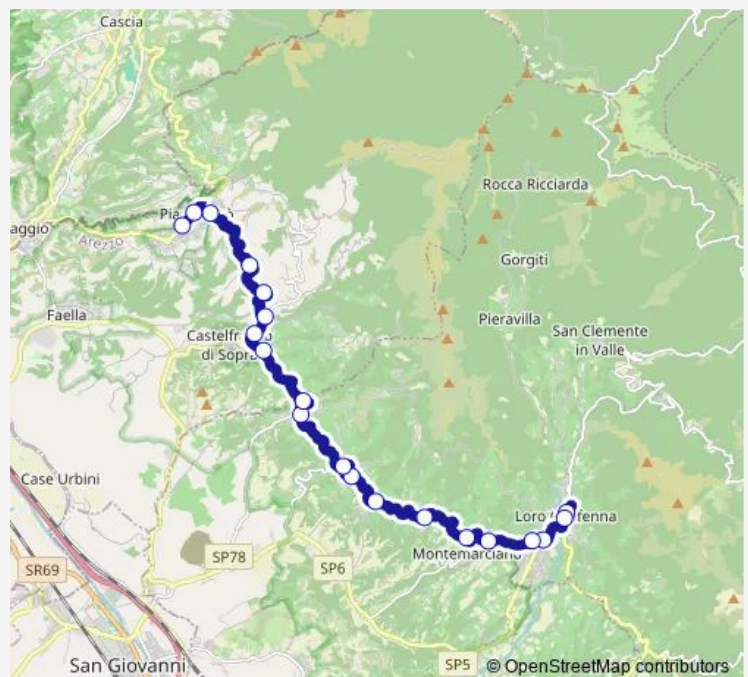 Cascia
Rocca Ricciarda
aggio
Arezzo
Gorgiti
Faella
Pieravilla
San Clemente
in Valle
di Sopra
Case Urbini
SP78
SR69
SP6
Montemarciano
San Giovanni
SP5
© OpenStreetMap contributors